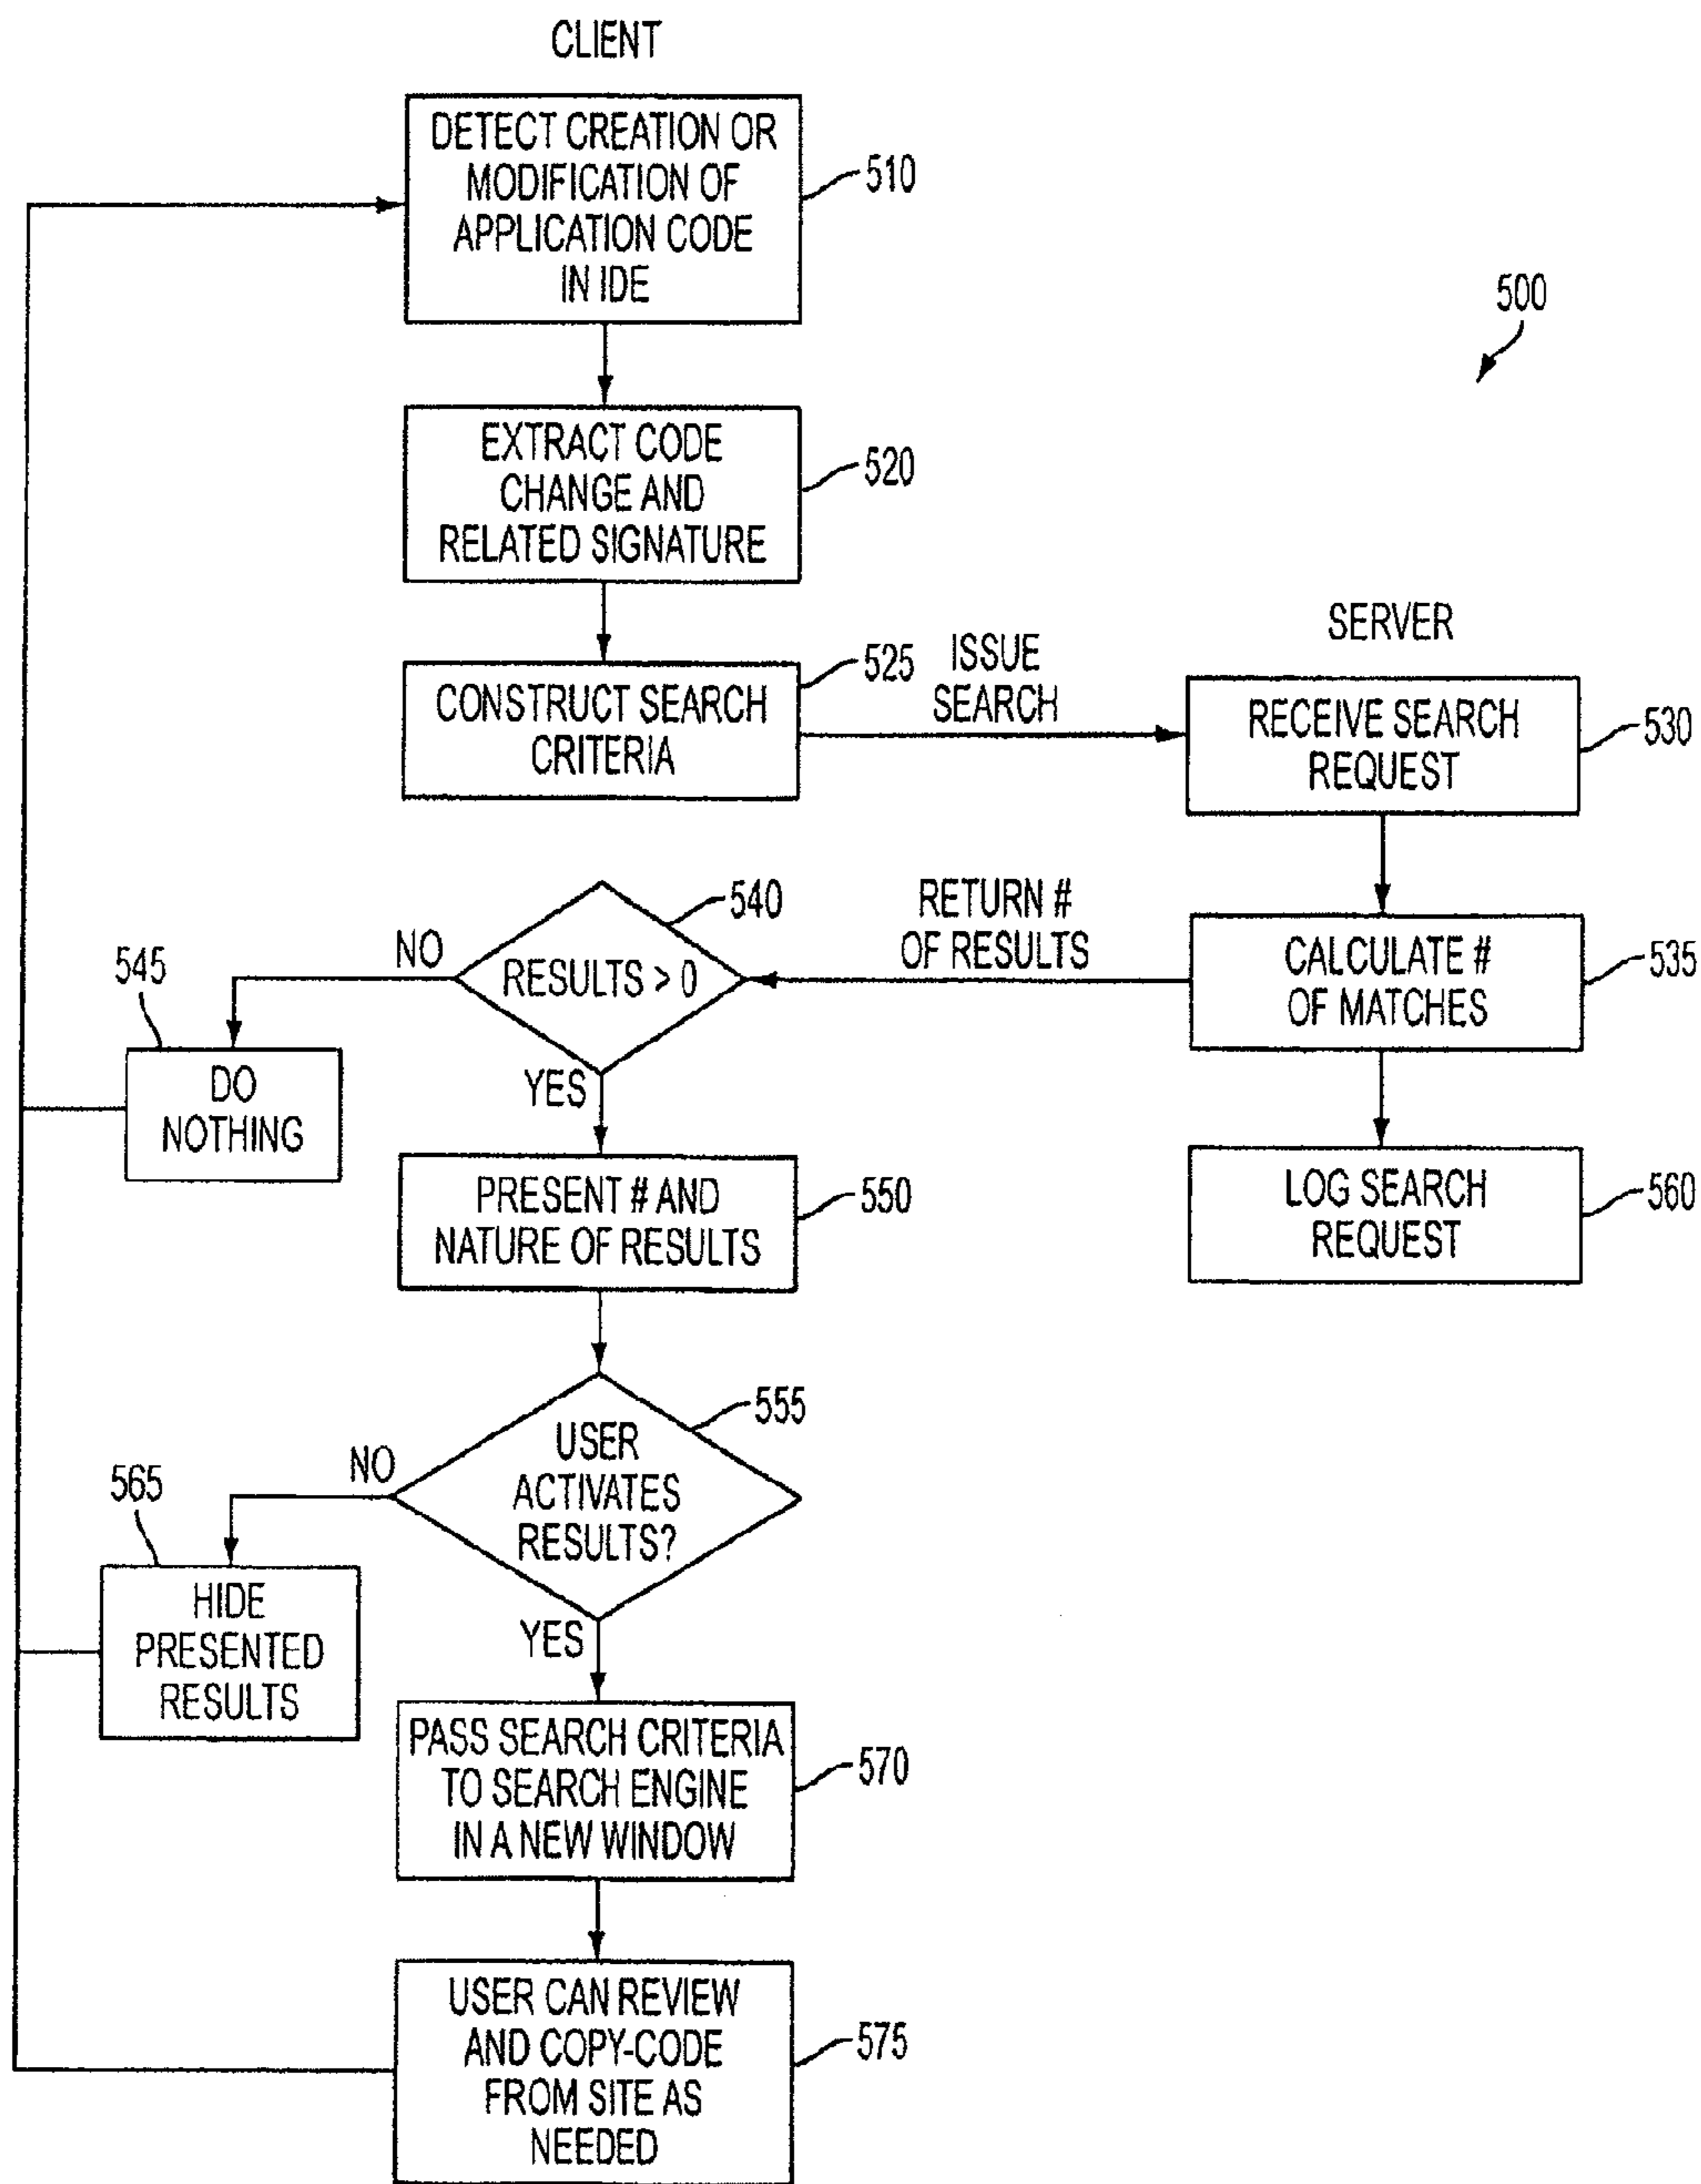 CLIENT
DETECT CREATION OR
MODIFICATION OF
APPLICATION CODE
IN IDE
510
500
EXTRACT CODE
CHANGE AND
RELATED SIGNATURE
520
SERVER
CONSTRUCT SEARCH
CRITERIA
525
ISSUE
SEARCH
RECEIVE SEARCH
REQUEST
530
RETURN #
OF RESULTS
CALCULATE #
OF MATCHES
535
540
RESULTS > 0
NO
545
DO
NOTHING
YES
LOG SEARCH
REQUEST
560
PRESENT # AND
NATURE OF RESULTS
550
555
USER
ACTIVATES
RESULTS?
NO
565
HIDE
PRESENTED
RESULTS
YES
PASS SEARCH CRITERIA
TO SEARCH ENGINE
IN A NEW WINDOW
570
USER CAN REVIEW
AND COPY-CODE
FROM SITE AS
NEEDED
575